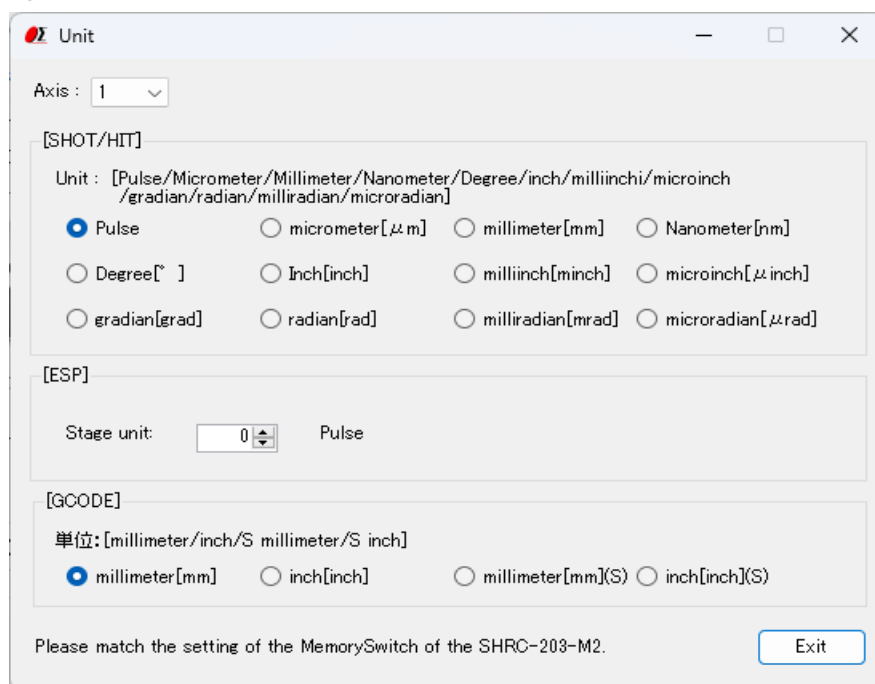 Unit
Axis : 1
[SHOT/HIT]
Unit : [Pulse/Micrometer/Millimeter/Nanometer/Degree/inch/milliinchi/microinch
/gradian/radian/milliradian/microradian]
Pulse micrometer[μm] millimeter[mm] Nanometer[nm]
Degree[° ] Inch[inch] milliinch[minch] microinch[μinch]
gradian[grad] radian[rad] milliradian[mrad] microradian[μrad]
[ESP]
Stage unit: 0 Pulse
[GCODE]
単位:[millimeter/inch/S millimeter/S inch]
millimeter[mm] inch[inch] millimeter[mm](S) inch[inch](S)
Please match the setting of the MemorySwitch of the SHRC-203-M2. Exit